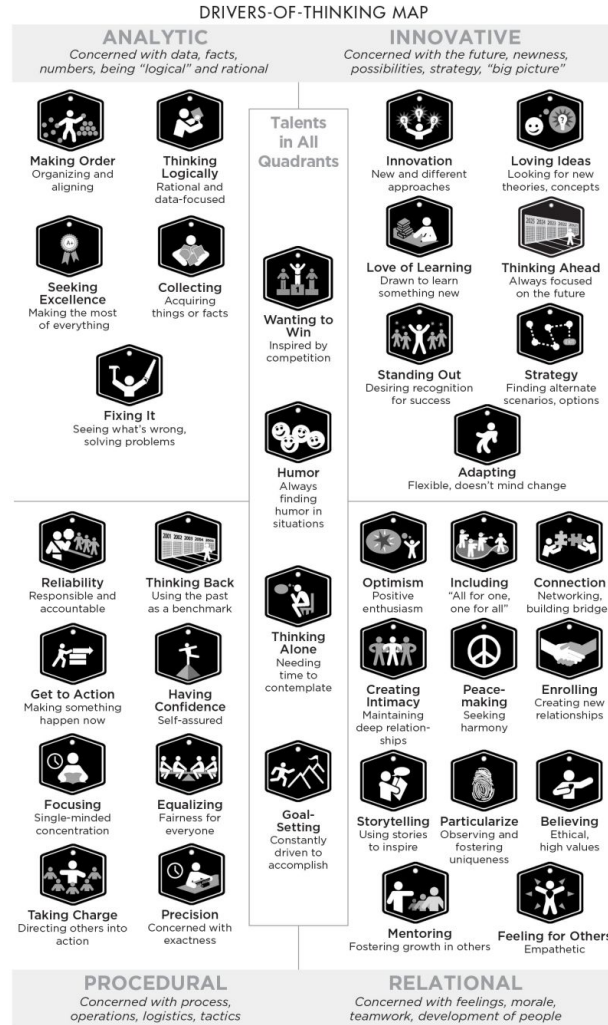 DRIVERS-OF-THINKING MAP
ANALYTIC
Concerned with data, facts,
numbers, being “logical” and rational
INNOVATIVE
Concerned with the future, newness,
possibilities, strategy, “big picture”
Making Order
Organizing and
aligning
Thinking
Logically
Rational and
data-focused
A+
Seeking
Excellence
Making the most
of everything
Collecting
Acquiring
things or facts
Fixing It
Seeing what’s wrong,
solving problems
Talents
in All
Quadrants
Wanting to
Win
Inspired by
competition
Humor
Always
finding
humor in
situations
Thinking
Alone
Needing
time to
contemplate
Goal-
Setting
Constantly
driven to
accomplish
Innovation
New and different
approaches
Loving Ideas
Looking for new
theories, concepts
Love of Learning
Drawn to learn
something new
Thinking Ahead
Always focused
on the future
Standing Out
Desiring recognition
for success
Strategy
Finding alternate
scenarios, options
Adapting
Flexible, doesn’t mind change
Reliability
Responsible and
accountable
Thinking Back
Using the past
as a benchmark
Get to Action
Making something
happen now
Having
Confidence
Self-assured
Focusing
Single-minded
concentration
Equalizing
Fairness for
everyone
Taking Charge
Directing others into
action
Precision
Concerned with
exactness
Optimism
Positive
enthusiasm
Including
“All for one,
one for all”
Connection
Networking,
building bridge
Creating
Intimacy
Maintaining
deep relation-
ships
Peace-
making
Seeking
harmony
Enrolling
Creating new
relationships
Storytelling
Using stories
to inspire
Particularize
Observing and
fostering
uniqueness
Believing
Ethical,
high values
Mentoring
Fostering growth in others
Feeling for Others
Empathetic
PROCEDURAL
Concerned with process,
operations, logistics, tactics
RELATIONAL
Concerned with feelings, morale,
teamwork, development of people